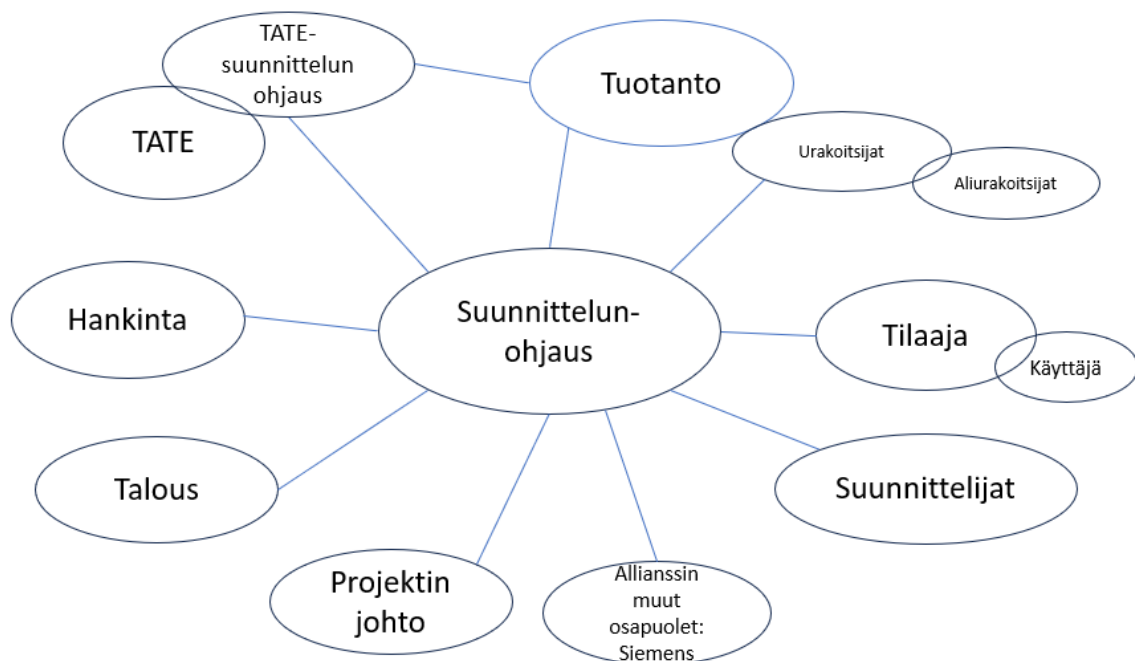 TATE-
suunnittelun
ohjaus
Tuotanto
TATE
Urakoitsijat
Aliurakoitsijat
Hankinta
Suunnittelun-
ohjaus
Tilaaja
Käyttäjä
Talous
Suunnittelijat
Projektin
johto
Allianssin
muut
osapuolet:
Siemens